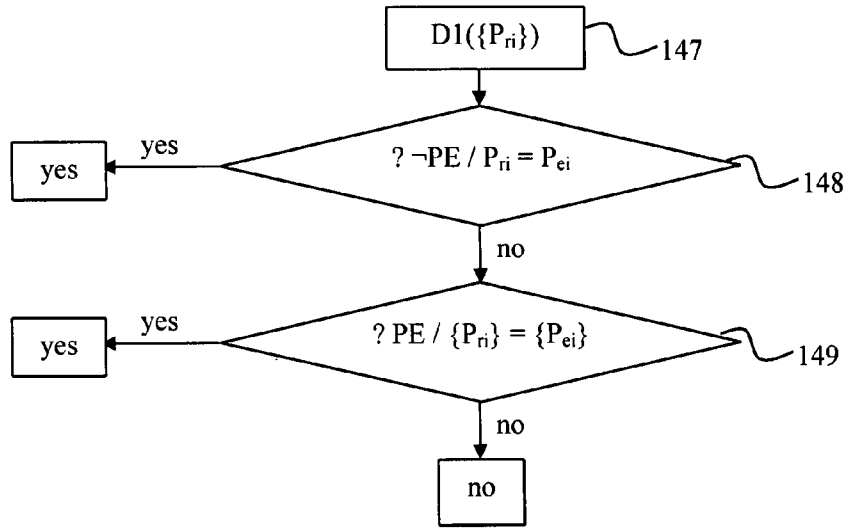 D1({Pri})
147
? ¬PE / Pri = Pei
yes
yes
148
no
? PE / {Pri} = {Pei}
yes
yes
149
no
no